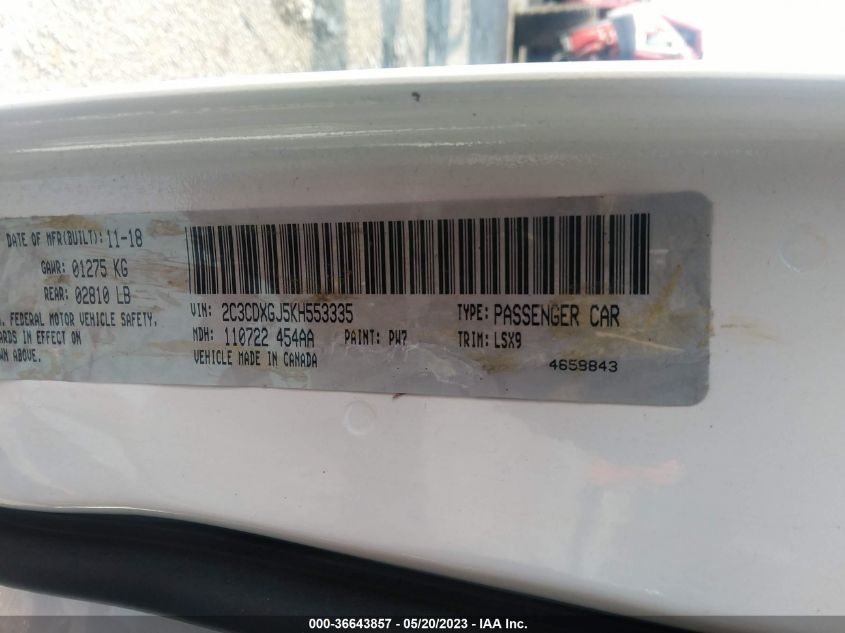 DATE OF MFR(BUILT): 11-18
GAWR: 01275 KG
REAR: 02810 LB
FEDERAL MOTOR VEHICLE SAFETY,
IN EFFECT ON
ABOVE.
VIN: 2C3CDXGJ5KH553335
TYPE: PASSENGER CAR
MDH: 110722 454AA
PAINT: PW7
TRIM: LSX9
VEHICLE MADE IN CANADA
4659843
000-36643857 - 05/20/2023 - IAA Inc.